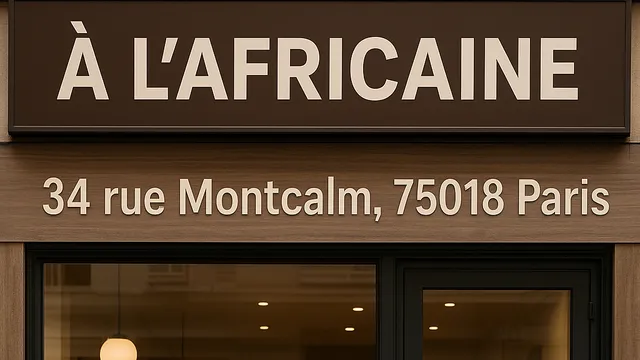 À L'AFRICAINE
34 rue Montcalm, 75018 Paris